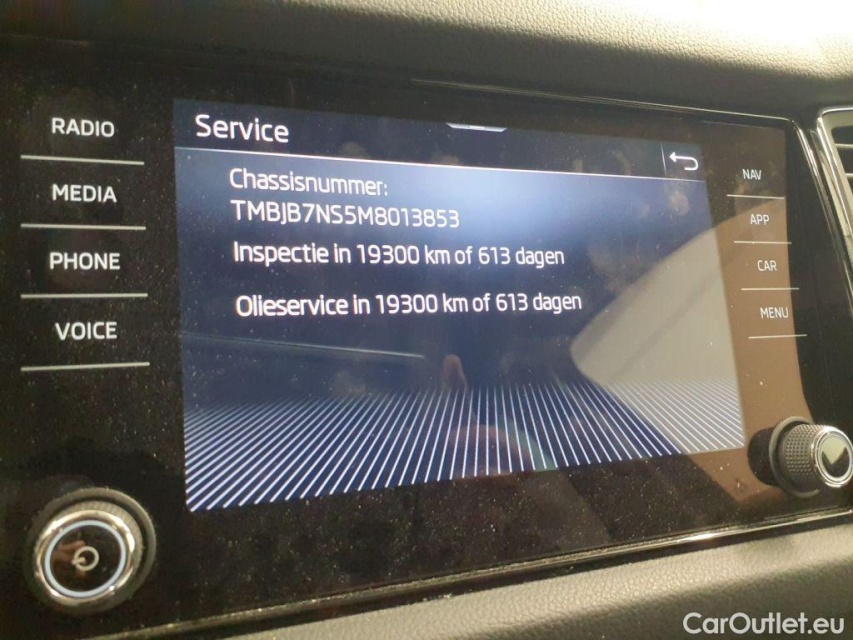 RADIO
MEDIA
PHONE
VOICE
Service
Chassisnummer:
TMBJB7NS5M8013853
Inspectie in 19300 km of 613 dagen
Olieservice in 19300 km of 613 dagen
NAV
APP
CAR
MENU
CarOutlet.eu